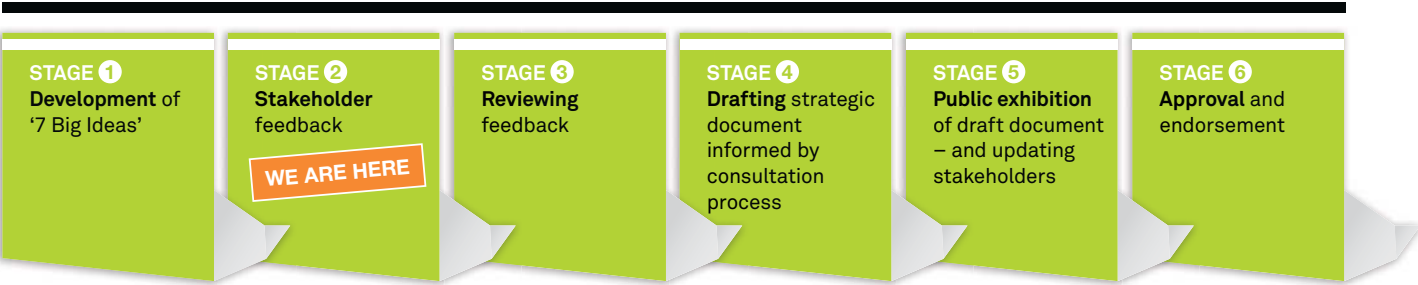 STAGE 1
Development of
‘7 Big Ideas’
STAGE 2
Stakeholder
feedback
WE ARE HERE
STAGE 3
Reviewing
feedback
STAGE 4
Drafting strategic
document
informed by
consultation
process
STAGE 5
Public exhibition
of draft document
– and updating
stakeholders
STAGE 6
Approval and
endorsement